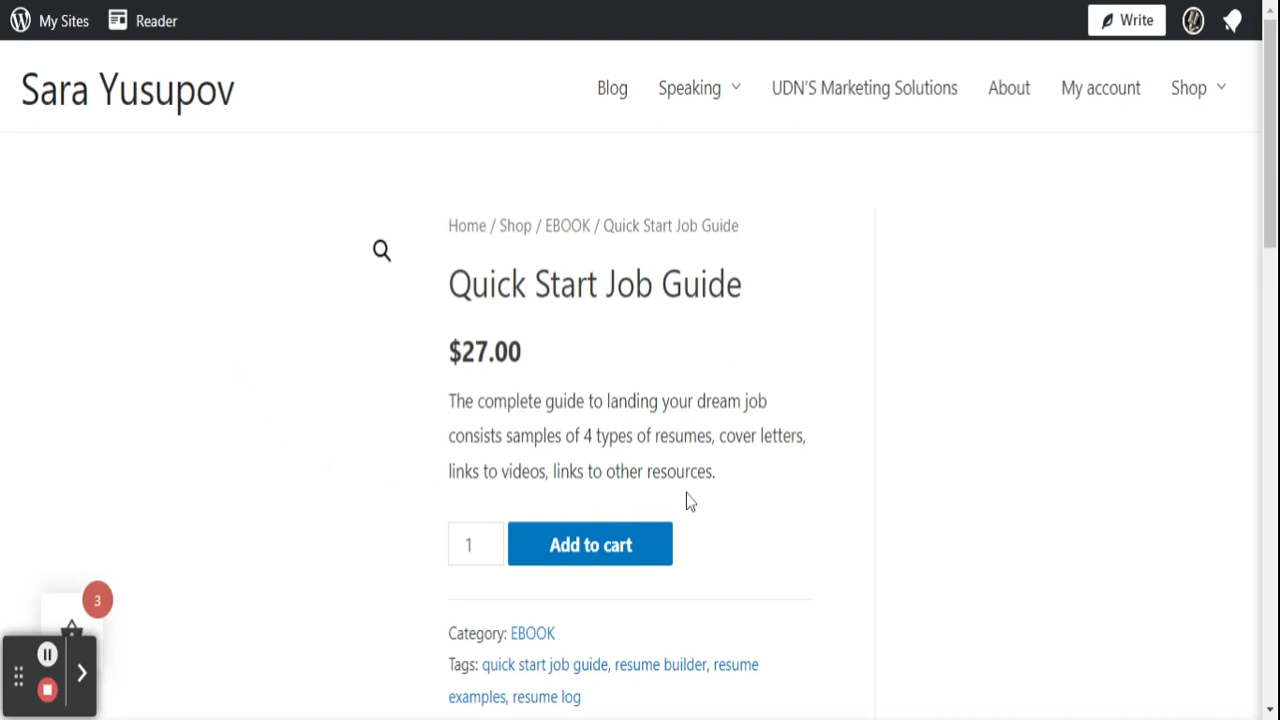 My Sites Reader Write
Sara Yusupov
Blog Speaking UDN'S Marketing Solutions About My account Shop
Home / Shop / EBOOK / Quick Start Job Guide
Quick Start Job Guide
$27.00
The complete guide to landing your dream job
consists samples of 4 types of resumes, cover letters,
links to videos, links to other resources.
1 Add to cart
3
Category: EBOOK
Tags: quick start job guide, resume builder, resume
examples, resume log